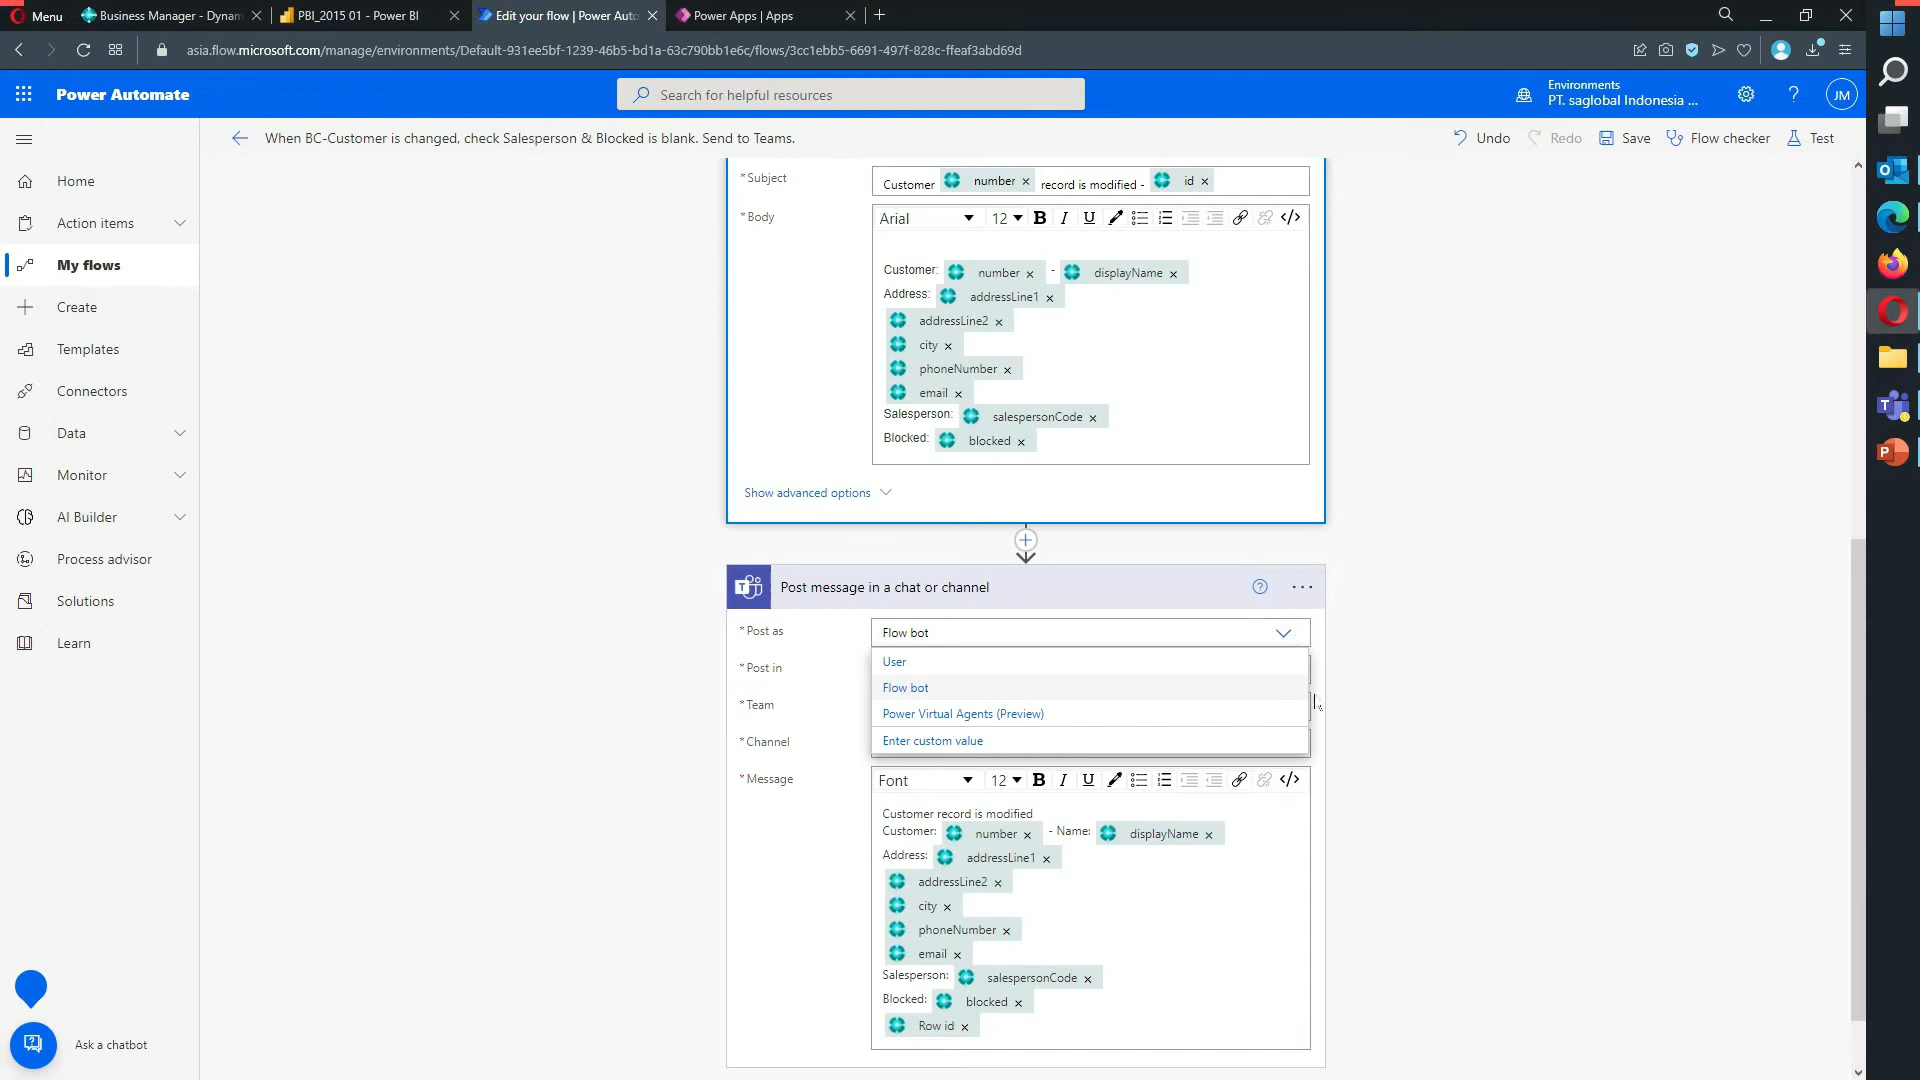 Menu
Business Manager - Dynam
PBI_2015 01 - Power BI
Edit your flow | Power Auto
Power Apps | Apps
asia.flow.microsoft.com/manage/environments/Default-931ee5bf-1239-46b5-bd1a-63c790bb1e6c/flows/3cc1ebb5-6691-497f-828c-ffeaf3abd69d
Power Automate
Search for helpful resources
Environments
PT. saglobal Indonesia ...
JM
When BC-Customer is changed, check Salesperson & Blocked is blank. Send to Teams.
Undo
Redo
Save
Flow checker
Test
Home
Action items
My flows
Create
Templates
Connectors
Data
Monitor
AI Builder
Process advisor
Solutions
Learn
Ask a chatbot
* Subject
Customer number × record is modified - id ×
* Body
Arial 12 B I U </>
Customer: number × - displayName ×
Address: addressLine1 ×
addressLine2 ×
city ×
phoneNumber ×
email ×
Salesperson: salespersonCode ×
Blocked: blocked ×
Show advanced options
Post message in a chat or channel
* Post as
Flow bot
User
Flow bot
Power Virtual Agents (Preview)
Enter custom value
* Post in
* Team
* Channel
* Message
Font 12 B I U </>
Customer record is modified
Customer: number × - Name: displayName ×
Address: addressLine1 ×
addressLine2 ×
city ×
phoneNumber ×
email ×
Salesperson: salespersonCode ×
Blocked: blocked ×
Row id ×